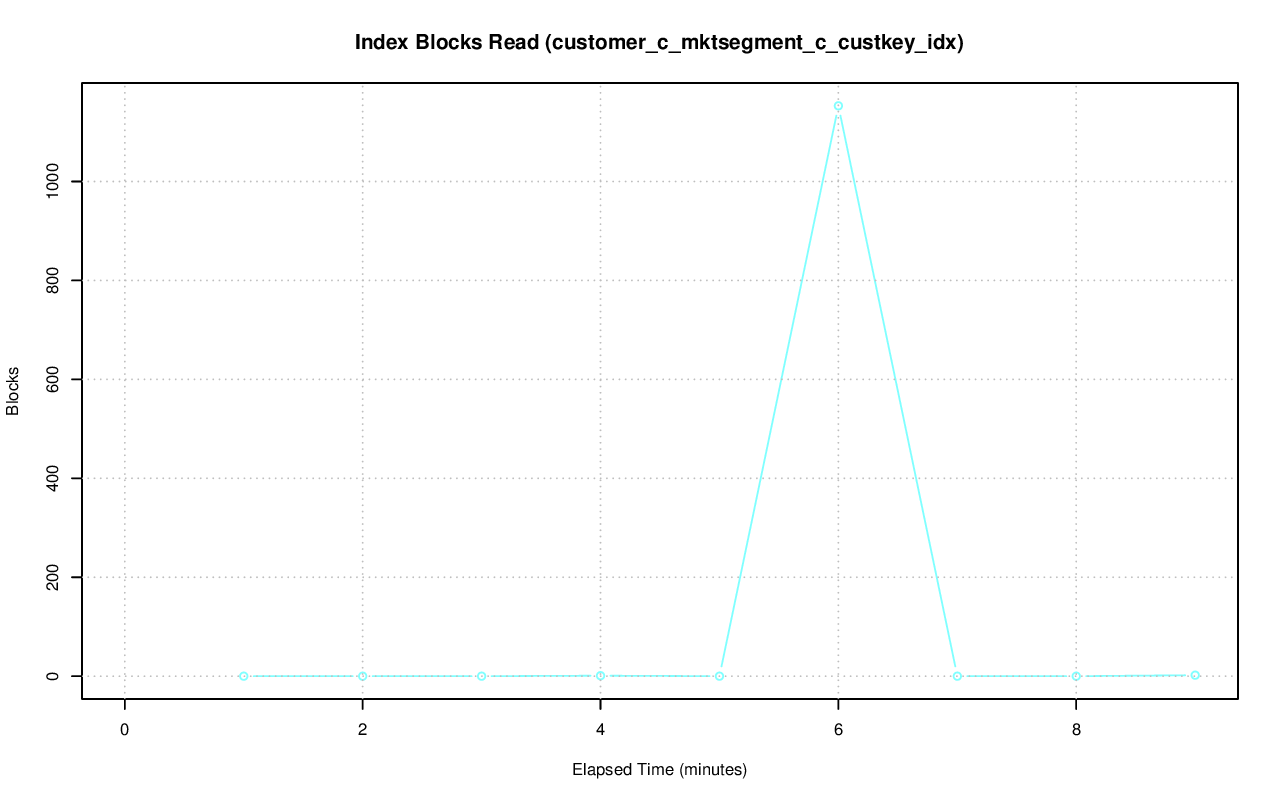 Index Blocks Read (customer_c_mktsegment_c_custkey_idx)
1000
800
600
400
200
0
Blocks
0 2 4 6 8
Elapsed Time (minutes)